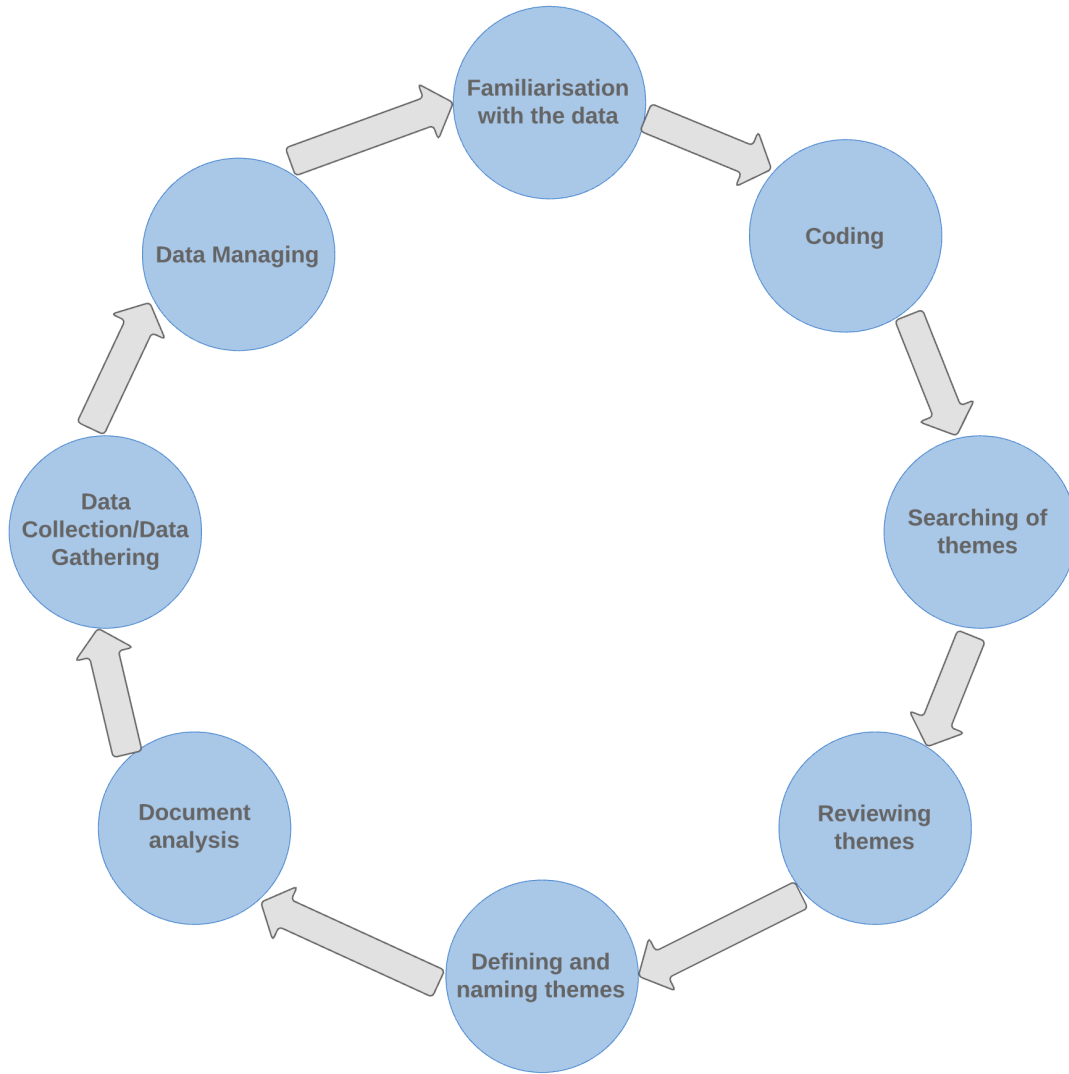 Familiarisation
with the data
Coding
Searching of
themes
Reviewing
themes
Defining and
naming themes
Document
analysis
Data
Collection/Data
Gathering
Data Managing